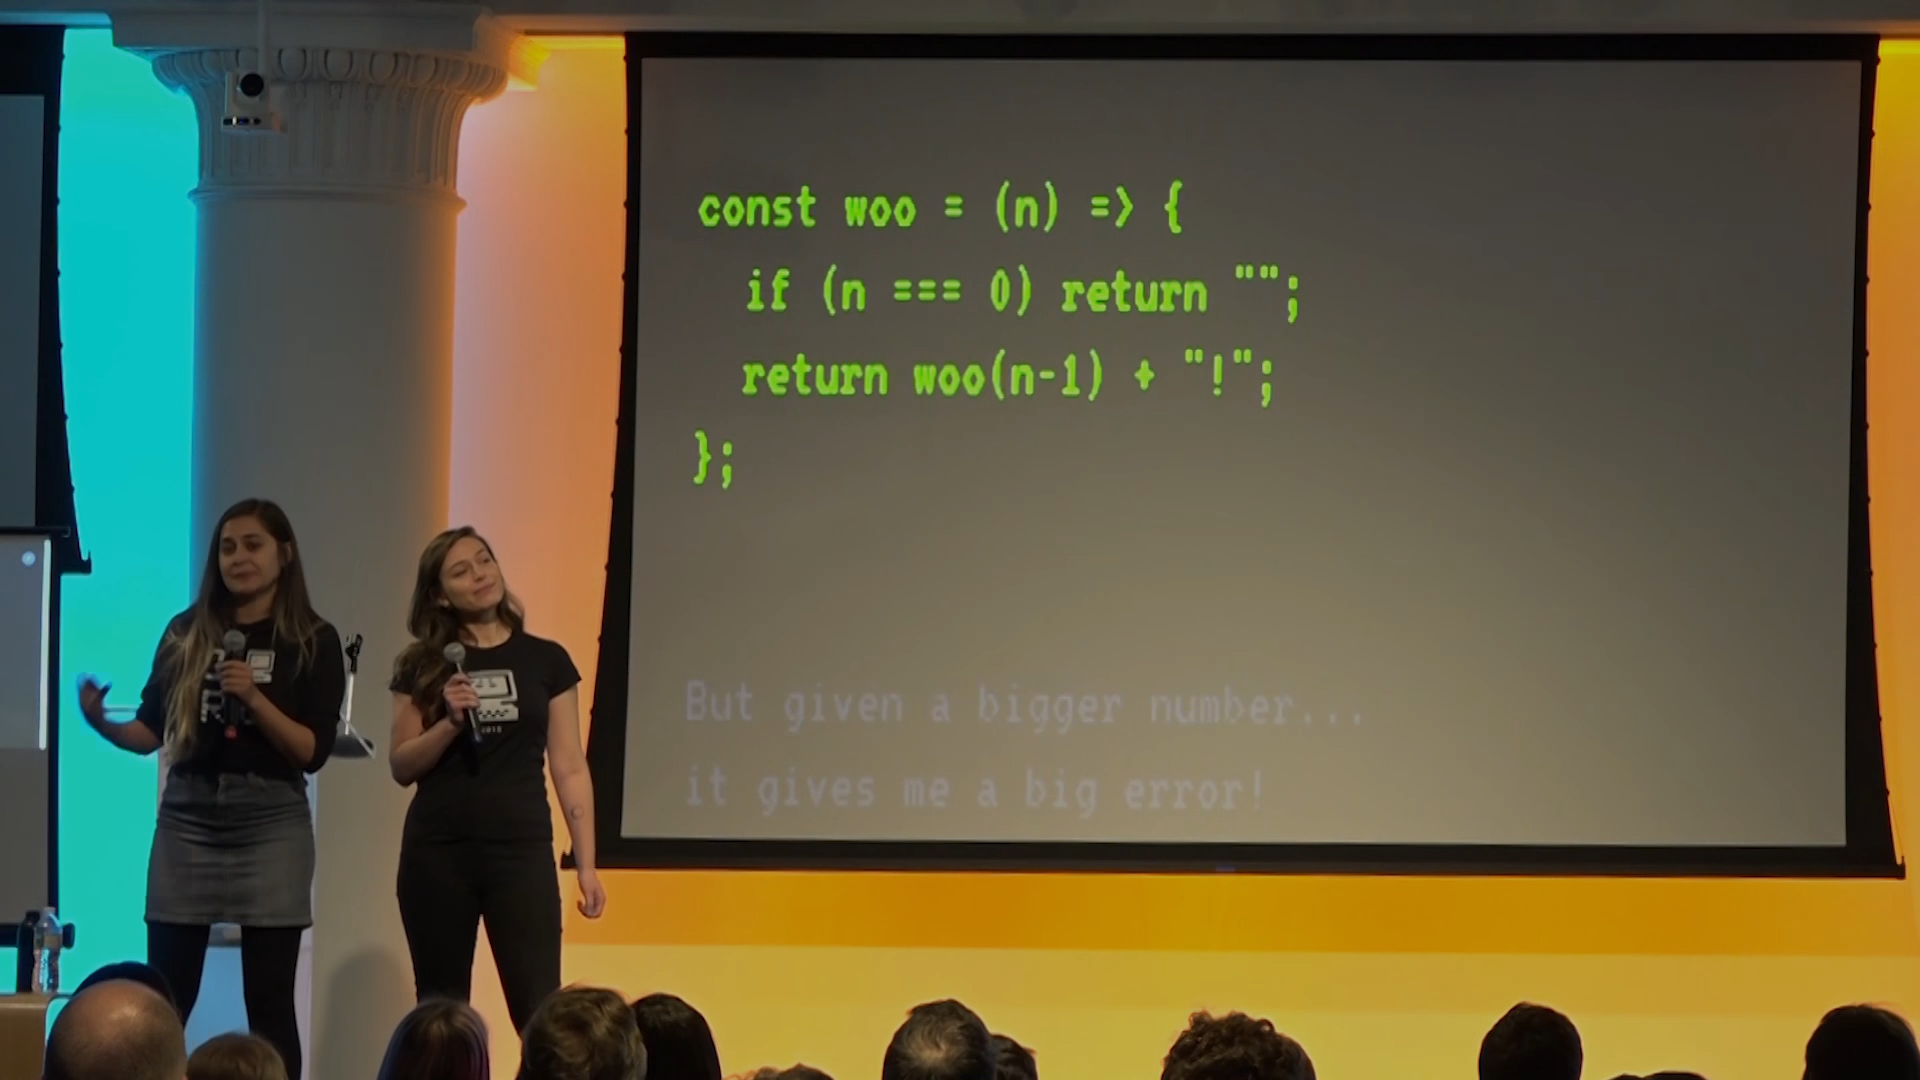 const woo = (n) => {
if (n === 0) return "";
return woo(n-1) + "!";
};
But given a bigger number...
it gives me a big error!